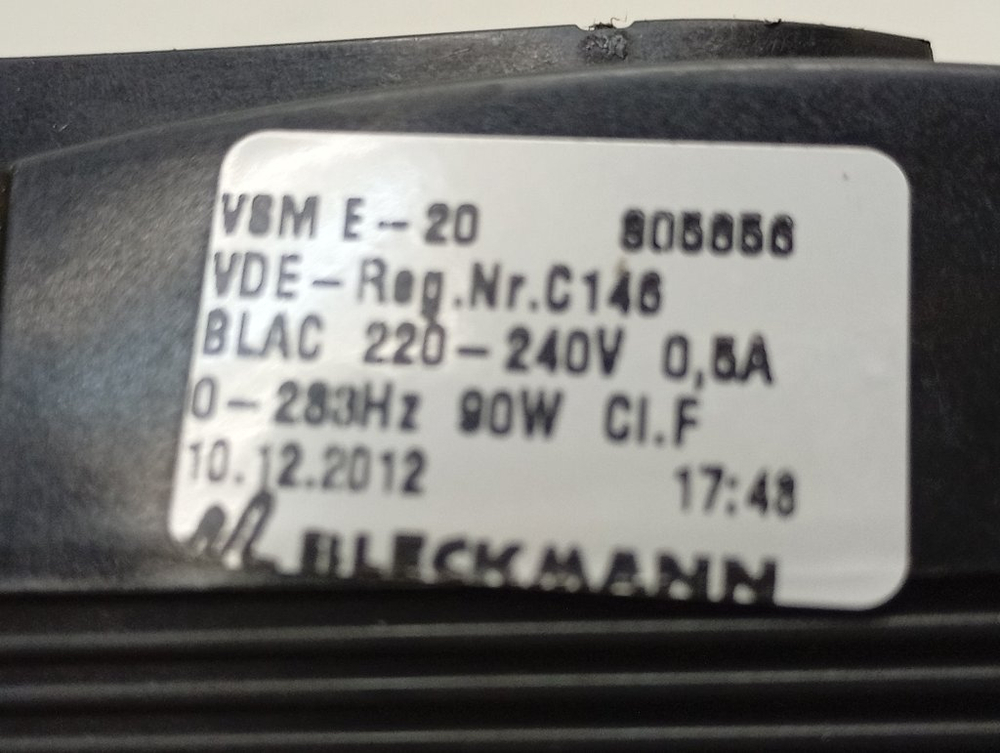 VSM E-20
VDE-Reg.Nr.C146
BLAC 220-240V 0,5A
0-283Hz 90W Cl.F
10.12.2012 17:48
BLECKMANN